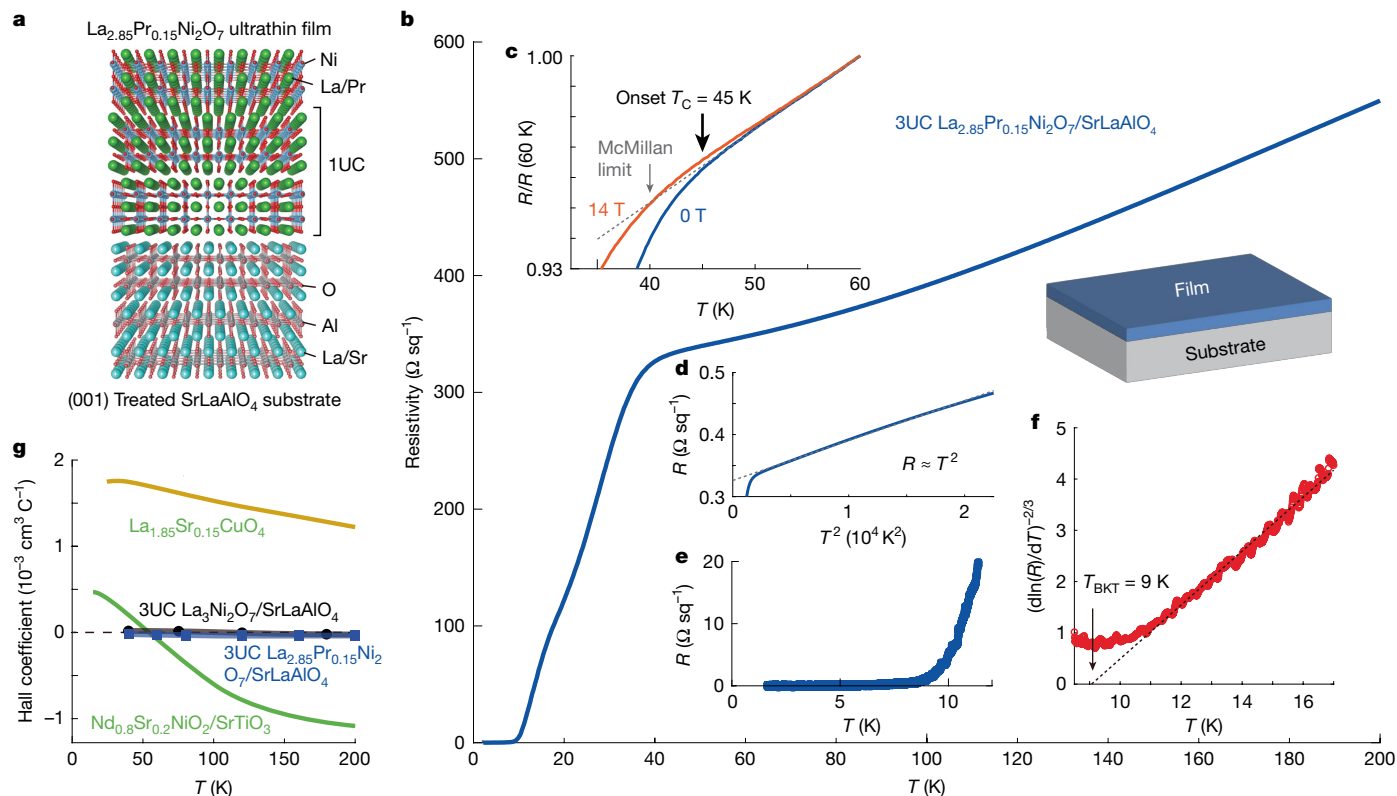 a
La2.85Pr0.15Ni2O7 ultrathin film
Ni
La/Pr
1UC
O
Al
La/Sr
(001) Treated SrLaAlO4 substrate
b
600
500
400
300
200
100
0
Resistivity (Ω sq−1)
0
20
40
60
80
100
120
140
160
180
200
T (K)
3UC La2.85Pr0.15Ni2O7/SrLaAlO4
Film
Substrate
c
1.00
0.93
R/R (60 K)
Onset TC = 45 K
McMillan
limit
14 T
0 T
40
50
60
T (K)
d
0.5
0.4
0.3
R (Ω sq−1)
R ≈ T2
0
1
2
T2 (104 K2)
e
20
10
0
R (Ω sq−1)
0
5
10
T (K)
f
5
4
3
2
1
0
(dln(R)/dT)−2/3
TBKT = 9 K
10
12
14
16
T (K)
g
2
1
0
−1
Hall coefficient (10−3 cm3 C−1)
La1.85Sr0.15CuO4
3UC La3Ni2O7/SrLaAlO4
3UC La2.85Pr0.15Ni2
O7/SrLaAlO4
Nd0.8Sr0.2NiO2/SrTiO3
0
50
100
150
200
T (K)